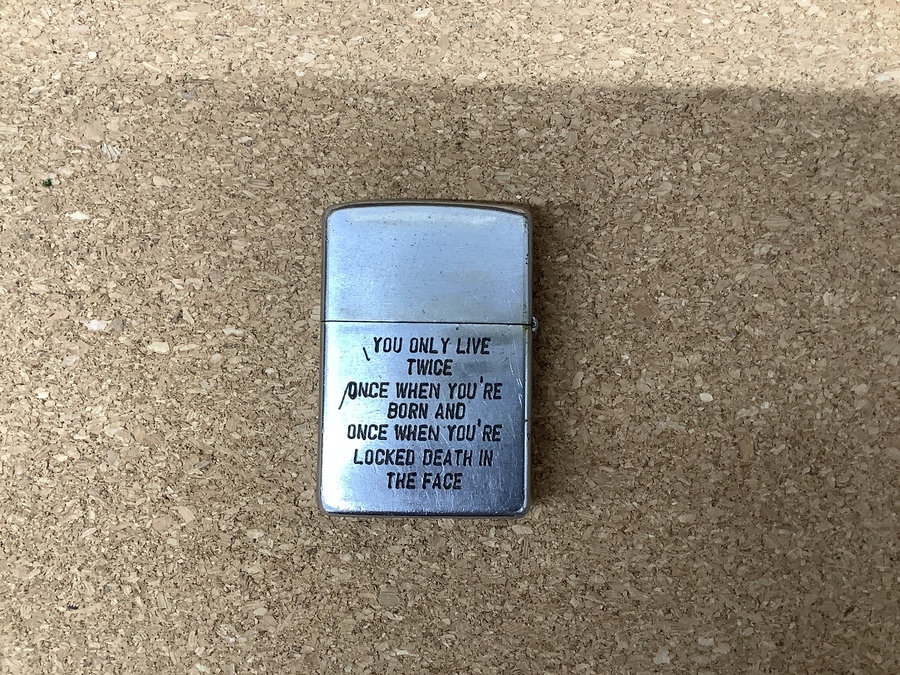 YOU ONLY LIVE
TWICE
ONCE WHEN YOU'RE
BORN AND
ONCE WHEN YOU'RE
LOCKED DEATH IN
THE FACE